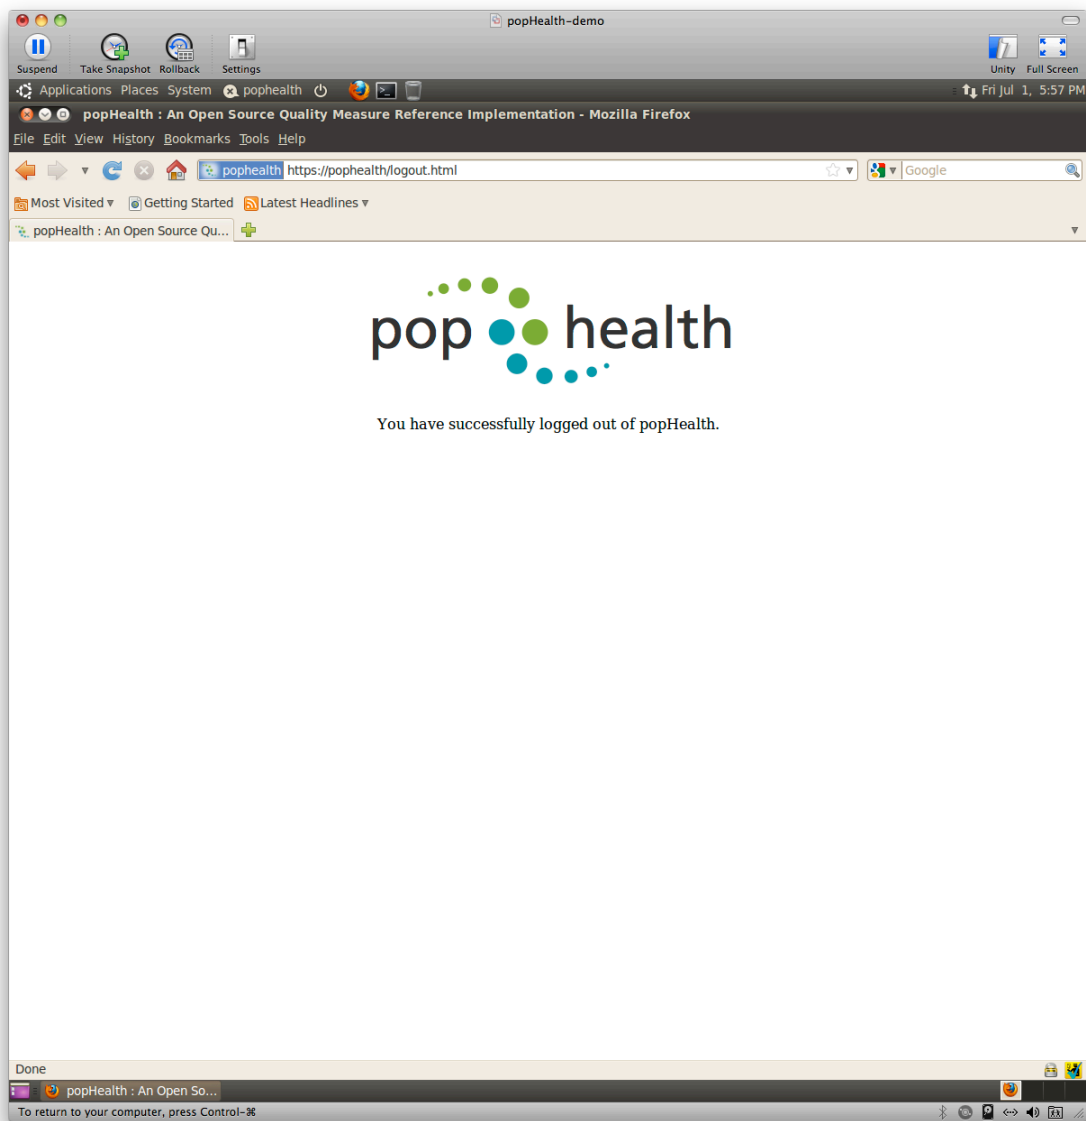 popHealth-demo
Suspend Take Snapshot Rollback Settings Unity Full Screen
Applications Places System pophealth Fri Jul 1, 5:57 PM
popHealth : An Open Source Quality Measure Reference Implementation - Mozilla Firefox
File Edit View History Bookmarks Tools Help
pophealth https://pophealth/logout.html Google
Most Visited Getting Started Latest Headlines
popHealth : An Open Source Qu...
pop health
You have successfully logged out of popHealth.
Done
popHealth : An Open So...
To return to your computer, press Control-⌘